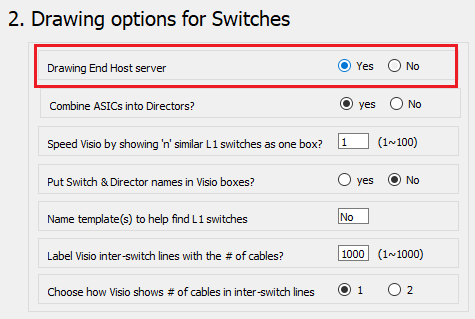 2. Drawing options for Switches
Drawing End Host server Yes No
Combine ASICs into Directors? yes No
Speed Visio by showing 'n' similar L1 switches as one box? 1 (1~100)
Put Switch & Director names in Visio boxes? yes No
Name template(s) to help find L1 switches No
Label Visio inter-switch lines with the # of cables? 1000 (1~1000)
Choose how Visio shows # of cables in inter-switch lines 1 2